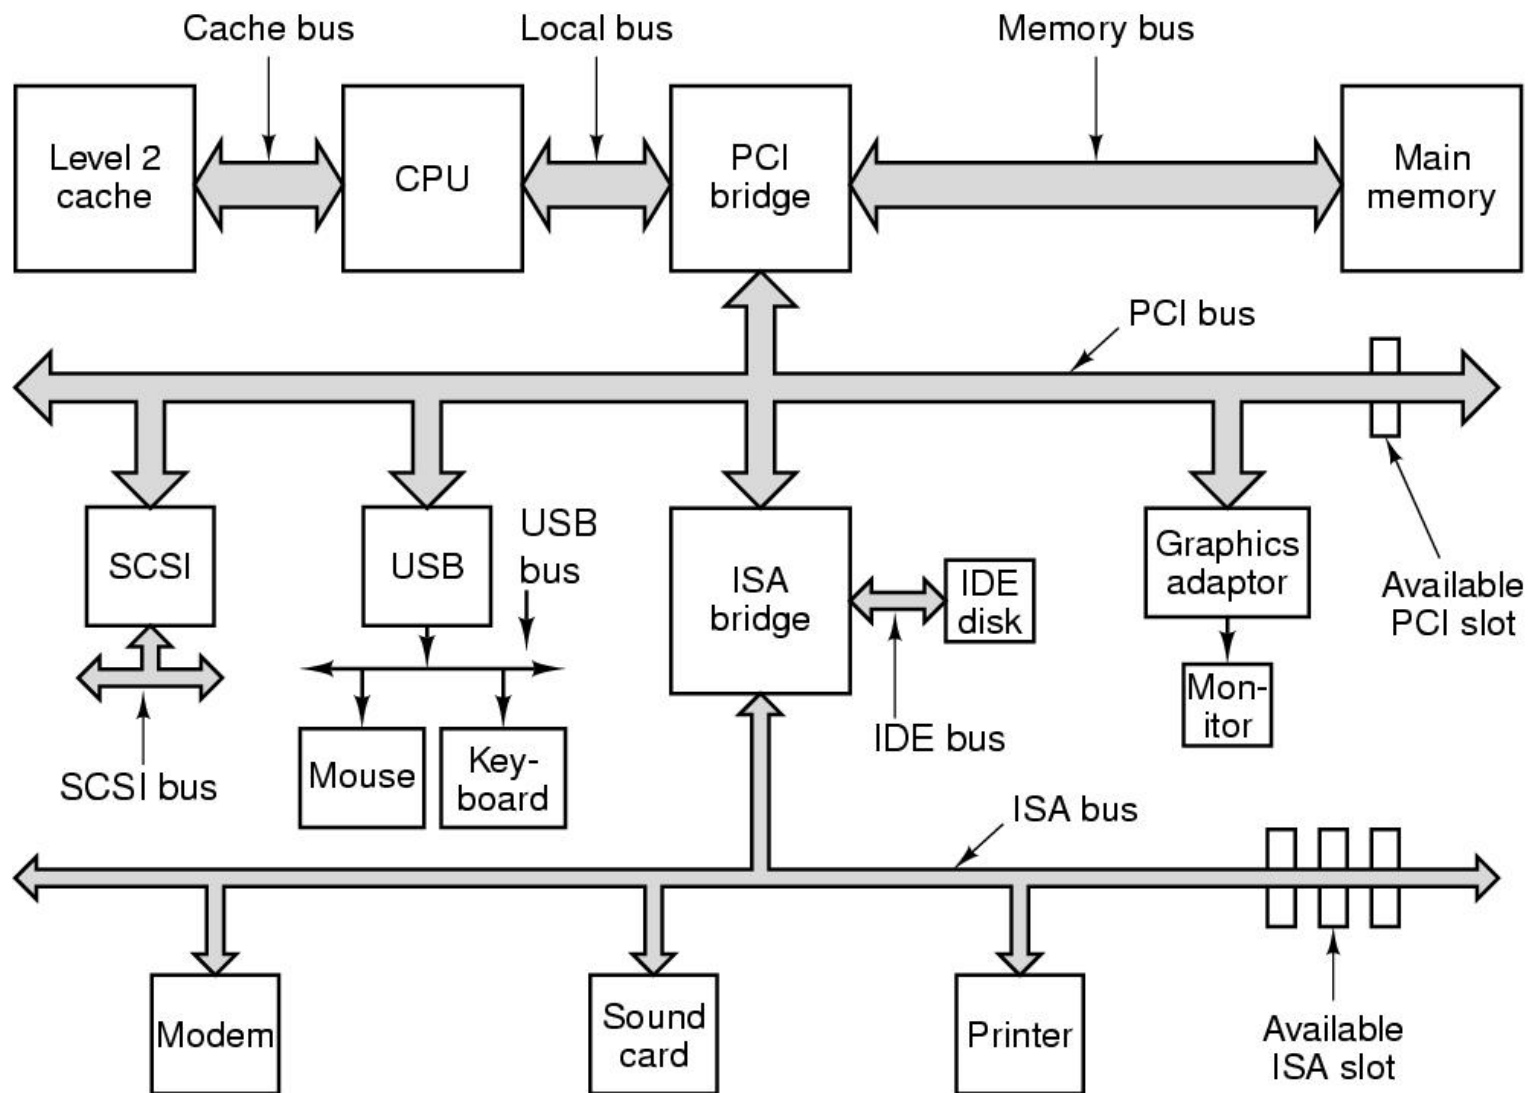 Cache bus
Local bus
Memory bus
Level 2
cache
CPU
PCI
bridge
Main
memory
PCI bus
SCSI
USB
USB
bus
ISA
bridge
IDE
disk
Graphics
adaptor
Available
PCI slot
Mon-
itor
SCSI bus
Mouse
Key-
board
IDE bus
ISA bus
Modem
Sound
card
Printer
Available
ISA slot